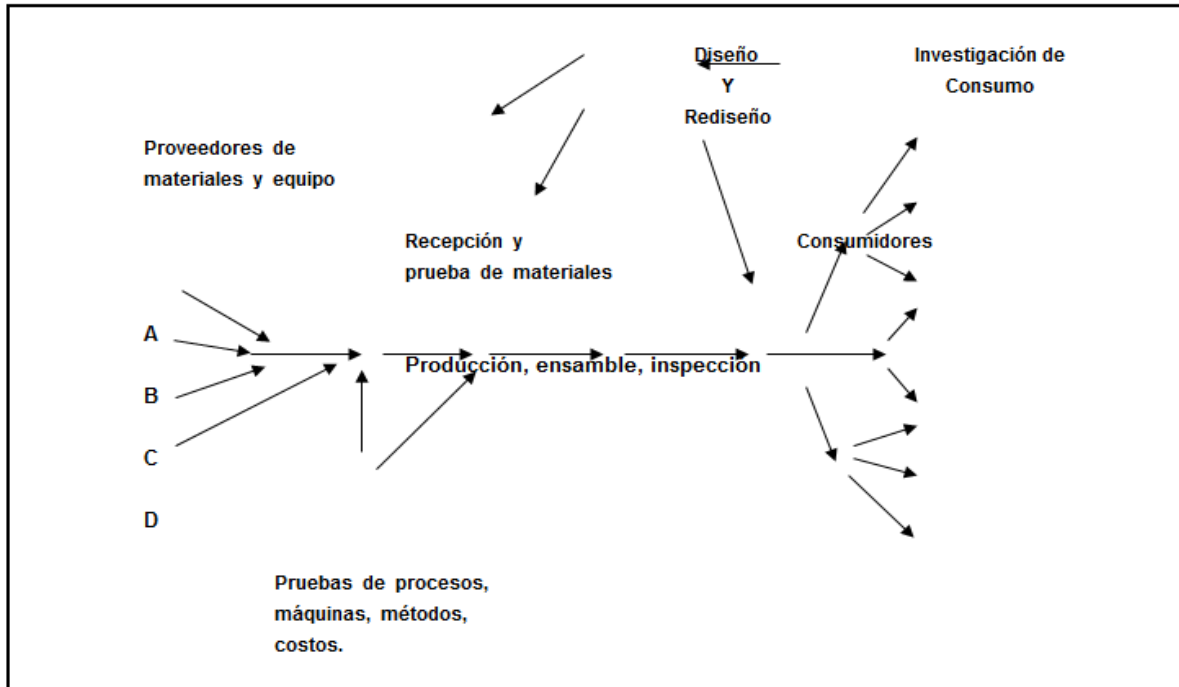 Diseño
Y
Rediseño
Investigación de
Consumo
Proveedores de
materiales y equipo
Recepción y
prueba de materiales
Consumidores
A
Producción, ensamble, inspección
B
C
D
Pruebas de procesos,
máquinas, métodos,
costos.